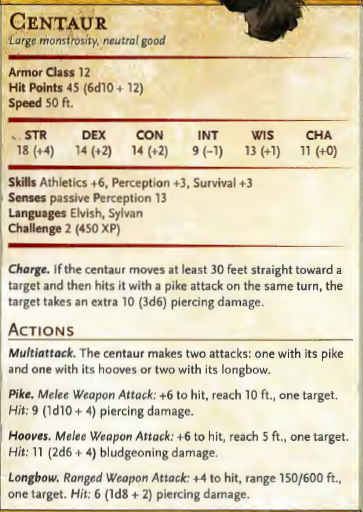 CENTAUR
Large monstrosity, neutral good
Armor Class 12
Hit Points 45 (6d10 + 12)
Speed 50 ft.
STR DEX CON INT WIS CHA
18 (+4) 14 (+2) 14 (+2) 9 (−1) 13 (+1) 11 (+0)
Skills Athletics +6, Perception +3, Survival +3
Senses passive Perception 13
Languages Elvish, Sylvan
Challenge 2 (450 XP)
Charge. If the centaur moves at least 30 feet straight toward a
target and then hits it with a pike attack on the same turn, the
target takes an extra 10 (3d6) piercing damage.
ACTIONS
Multiattack. The centaur makes two attacks: one with its pike
and one with its hooves or two with its longbow.
Pike. Melee Weapon Attack: +6 to hit, reach 10 ft., one target.
Hit: 9 (1d10 + 4) piercing damage.
Hooves. Melee Weapon Attack: +6 to hit, reach 5 ft., one target.
Hit: 11 (2d6 + 4) bludgeoning damage.
Longbow. Ranged Weapon Attack: +4 to hit, range 150/600 ft.,
one target. Hit: 6 (1d8 + 2) piercing damage.